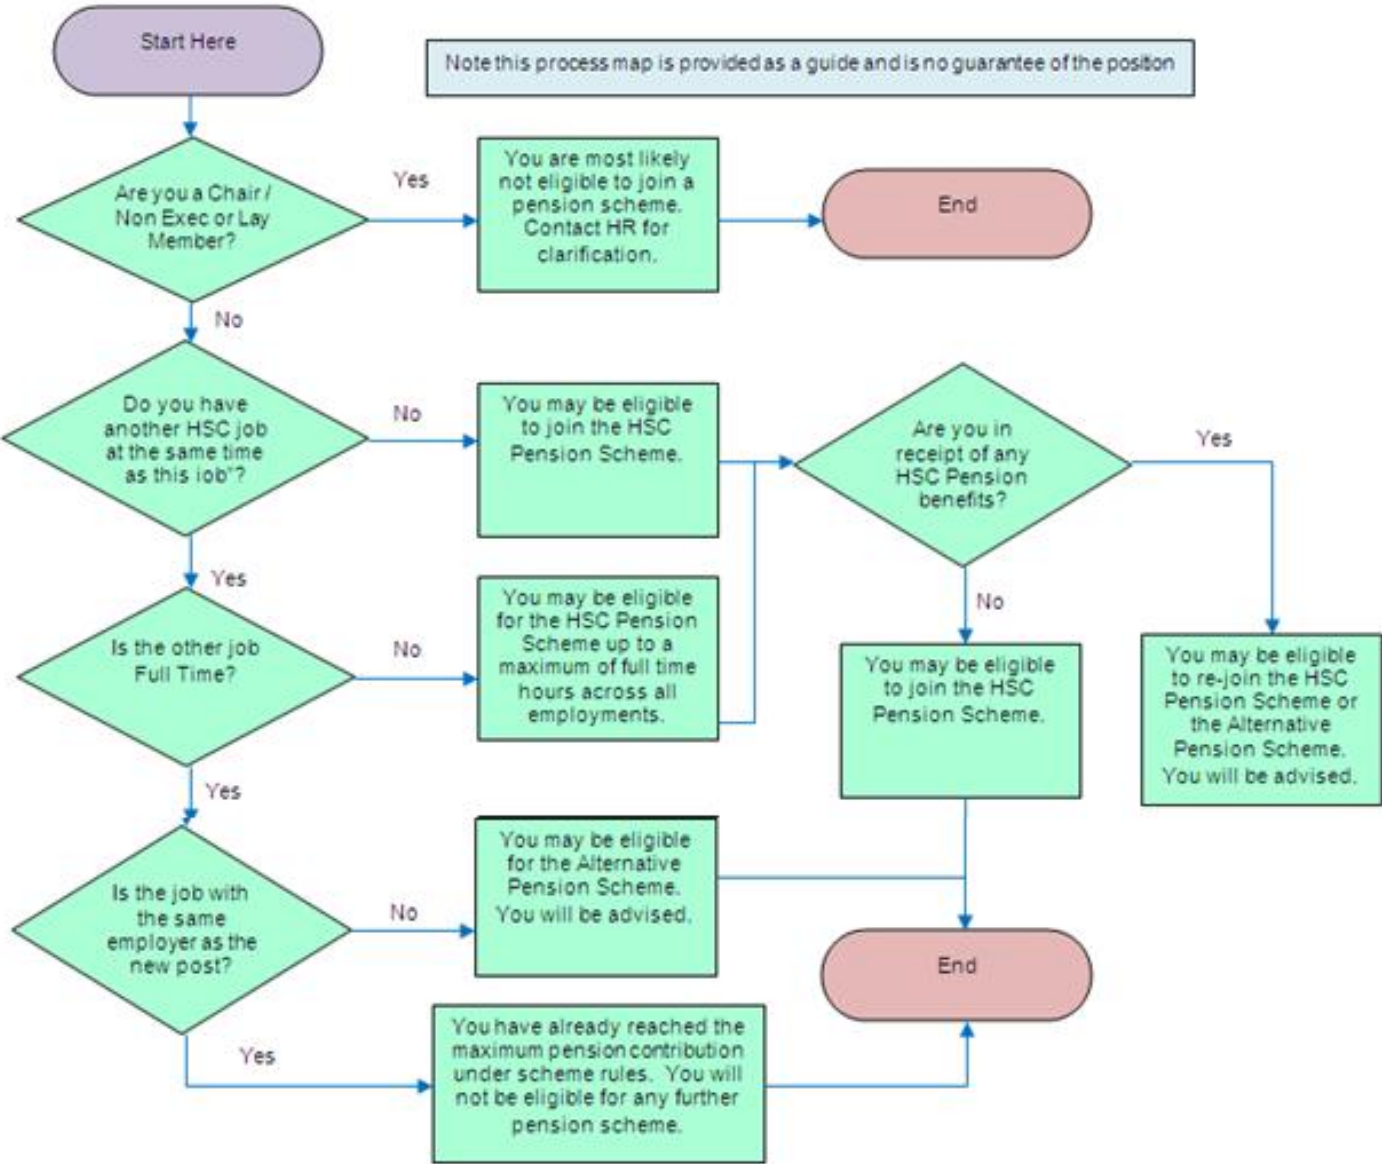 Start Here
Note this process map is provided as a guide and is no guarantee of the position
Are you a Chair /
Non Exec or Lay
Member?
Yes
You are most likely
not eligible to join a
pension scheme.
Contact HR for
clarification.
End
No
Do you have
another HSC job
at the same time
as this job"?
No
You may be eligible
to join the HSC
Pension Scheme.
Are you in
receipt of any
HSC Pension
benefits?
Yes
Yes
Is the other job
Full Time?
No
You may be eligible
for the HSC Pension
Scheme up to a
maximum of full time
hours across all
employments.
No
You may be eligible
to join the HSC
Pension Scheme.
You may be eligible
to re-join the HSC
Pension Scheme or
the Alternative
Pension Scheme.
You will be advised.
Yes
Is the job with
the same
employer as the
new post?
No
You may be eligible
for the Alternative
Pension Scheme.
You will be advised.
End
Yes
You have already reached the
maximum pension contribution
under scheme rules. You will
not be eligible for any further
pension scheme.